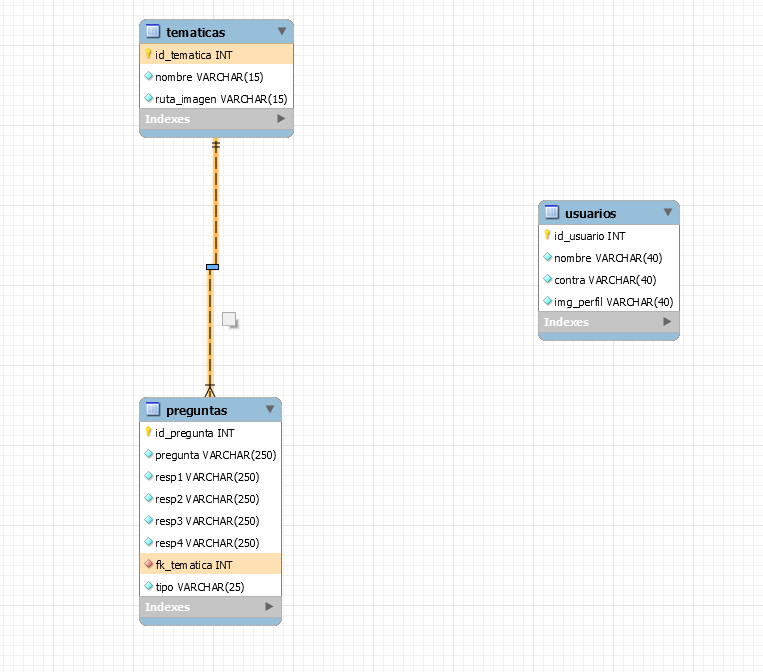 tematicas
id_tematica INT
nombre VARCHAR(15)
ruta_imagen VARCHAR(15)
Indexes
usuarios
id_usuario INT
nombre VARCHAR(40)
contra VARCHAR(40)
img_perfil VARCHAR(40)
Indexes
preguntas
id_pregunta INT
pregunta VARCHAR(250)
resp1 VARCHAR(250)
resp2 VARCHAR(250)
resp3 VARCHAR(250)
resp4 VARCHAR(250)
fk_tematica INT
tipo VARCHAR(25)
Indexes